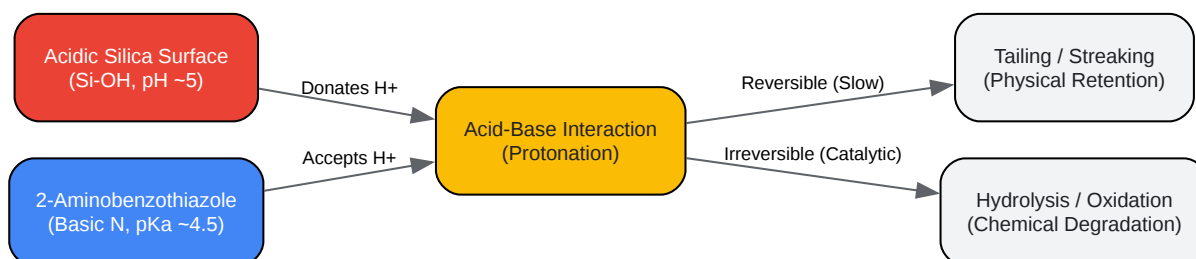 Acidic Silica Surface
(Si-OH, pH ~5)
Donates H+
2-Aminobenzothiazole
(Basic N, pKa ~4.5)
Accepts H+
Acid-Base Interaction
(Protonation)
Reversible (Slow)
Tailing / Streaking
(Physical Retention)
Irreversible (Catalytic)
Hydrolysis / Oxidation
(Chemical Degradation)